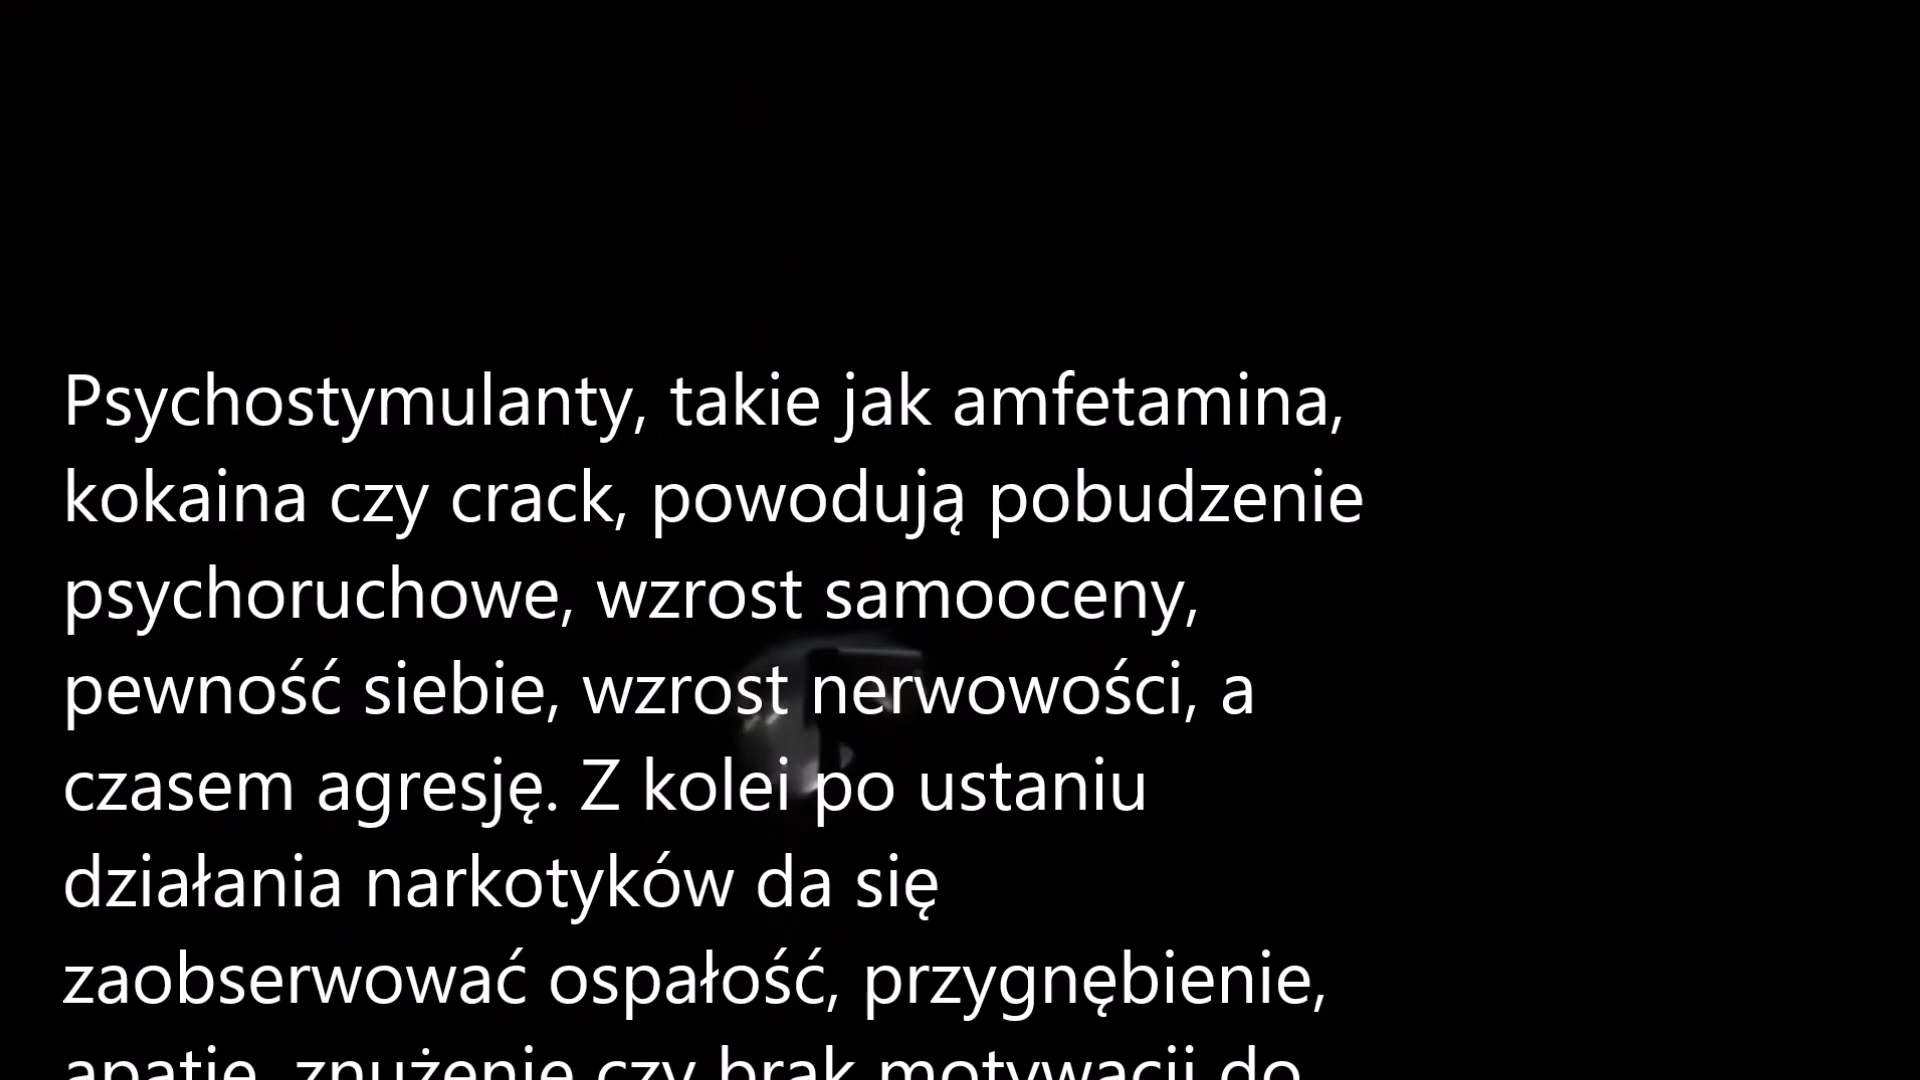 Psychostymulanty, takie jak amfetamina,
kokaina czy crack, powodują pobudzenie
psychoruchowe, wzrost samooceny,
pewność siebie, wzrost nerwowości, a
czasem agresję. Z kolei po ustaniu
działania narkotyków da się
zaobserwować ospałość, przygnębienie,
apatię, znużenie czy brak motywacji do